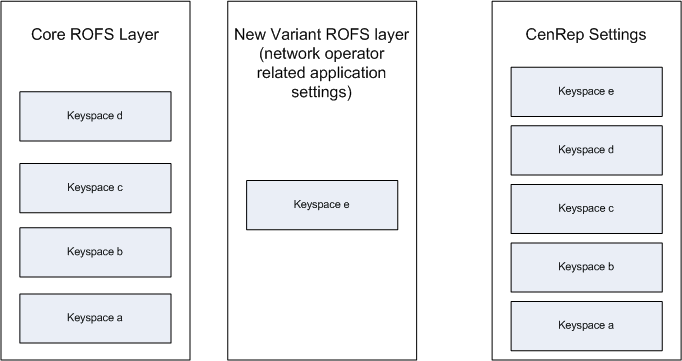 Core ROFS Layer
Keyspace d
Keyspace c
Keyspace b
Keyspace a
New Variant ROFS layer
(network operator
related application
settings)
Keyspace e
CenRep Settings
Keyspace e
Keyspace d
Keyspace c
Keyspace b
Keyspace a